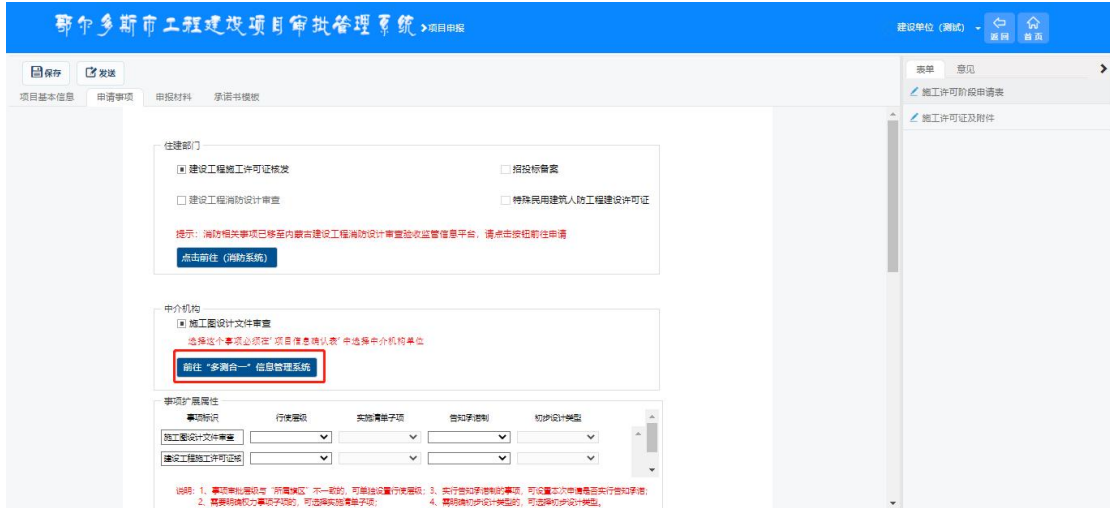 鄂尔多斯市工程建设项目审批管理系统 >项目申报
建设单位（测试） 返回 首页
保存 发送
表单 意见
项目基本信息 申请事项 申报材料 承诺书模板
施工许可阶段申请表
施工许可证及附件
住建部门
建设工程施工许可证核发 招投标备案
建设工程消防设计审查 特殊民用建筑人防工程建设许可证
提示：消防相关事项已移至内蒙古建设工程消防设计审查验收监管信息平台，请点击按钮前往申请
点击前往（消防系统）
中介机构
施工图设计文件审查
选择这个事项必须在'项目信息确认表'中选择中介机构单位
前往“多测合一”信息管理系统
事项扩展属性
事项标识 行使层级 实施清单子项 告知承诺制 初步设计类型
施工图设计文件审查
建设工程施工许可证核
说明：1、事项审批层级与“所属旗区”不一致的，可单独设置行使层级；3、实行告知承诺制的事项，可设置本次申请是否实行告知承诺；
2、需要明确权力事项子项的，可选择实施清单子项； 4、需明确初步设计类型的，可选择初步设计类型。